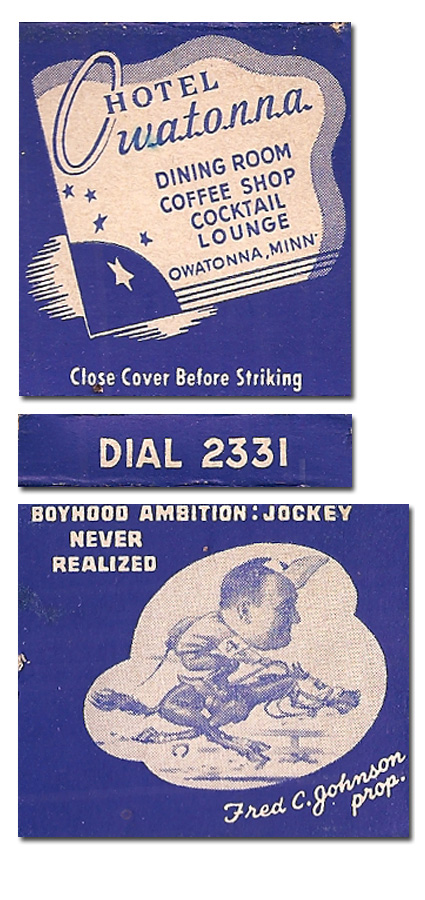 HOTEL
Owatonna
DINING ROOM
COFFEE SHOP
COCKTAIL
LOUNGE
OWATONNA, MINN.
Close Cover Before Striking
DIAL 2331
BOYHOOD AMBITION: JOCKEY
NEVER
REALIZED
4
Fred C. Johnson
prop.